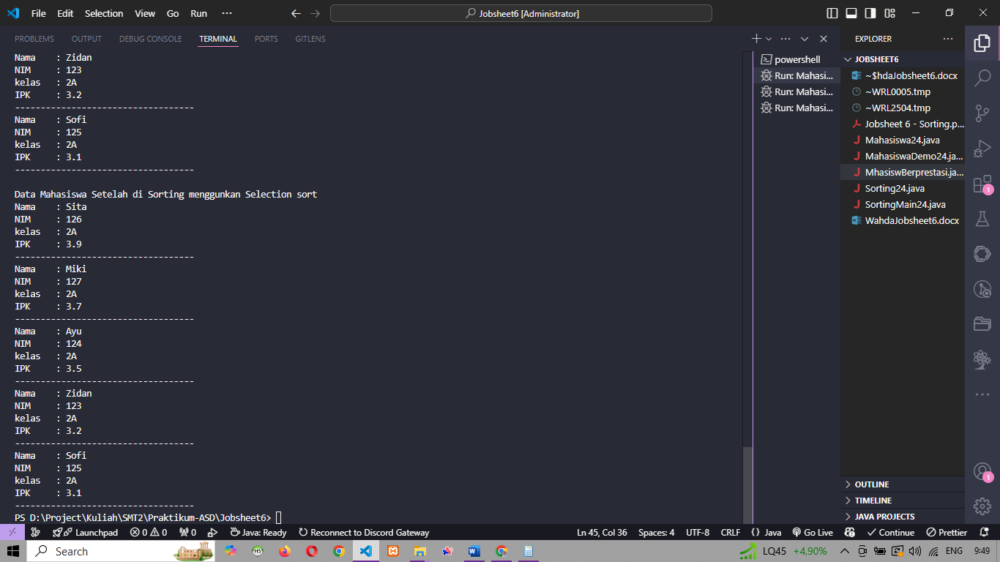 File Edit Selection View Go Run ··· Jobsheet6 [Administrator]
PROBLEMS OUTPUT DEBUG CONSOLE TERMINAL PORTS GITLENS
Nama : Zidan
NIM : 123
kelas : 2A
IPK : 3.2
-----------------------------------
Nama : Sofi
NIM : 125
kelas : 2A
IPK : 3.1
-----------------------------------
Data Mahasiswa Setelah di Sorting menggunkan Selection sort
Nama : Sita
NIM : 126
kelas : 2A
IPK : 3.9
-----------------------------------
Nama : Miki
NIM : 127
kelas : 2A
IPK : 3.7
-----------------------------------
Nama : Ayu
NIM : 124
kelas : 2A
IPK : 3.5
-----------------------------------
Nama : Zidan
NIM : 123
kelas : 2A
IPK : 3.2
-----------------------------------
Nama : Sofi
NIM : 125
kelas : 2A
IPK : 3.1
-----------------------------------
PS D:\Project\Kuliah\SMT2\Praktikum-ASD\Jobsheet6>
powershell
Run: Mahasi...
Run: Mahasi...
Run: Mahasi...
EXPLORER
JOBSHEET6
~$hdaJobsheet6.docx
~WRL0005.tmp
~WRL2504.tmp
Jobsheet 6 - Sorting.p...
Mahasiswa24.java
MahasiswaDemo24.ja...
MhasiswBerprestasi.ja...
Sorting24.java
SortingMain24.java
WahdaJobsheet6.docx
OUTLINE
TIMELINE
JAVA PROJECTS
1
1
Launchpad 0 0 0 Java: Ready Reconnect to Discord Gateway Ln 45, Col 36 Spaces: 4 UTF-8 CRLF {} Java Go Live Continue Prettier
Search LQ45 +4,90% ENG 9:49